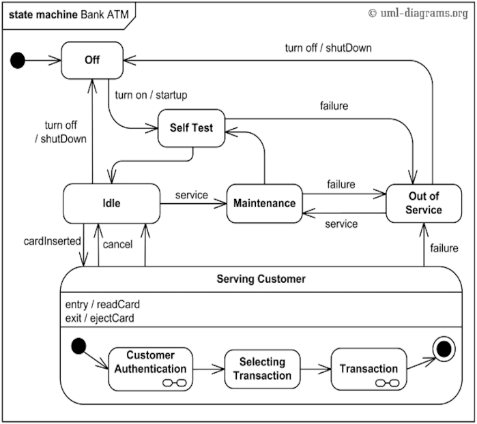 state machine Bank ATM
© uml-diagrams.org
turn off / shutDown
Off
turn on / startup
failure
turn off
/ shutDown
Self Test
Idle
service
Maintenance
failure
service
Out of
Service
cardInserted
cancel
failure
Serving Customer
entry / readCard
exit / ejectCard
Customer
Authentication
Selecting
Transaction
Transaction